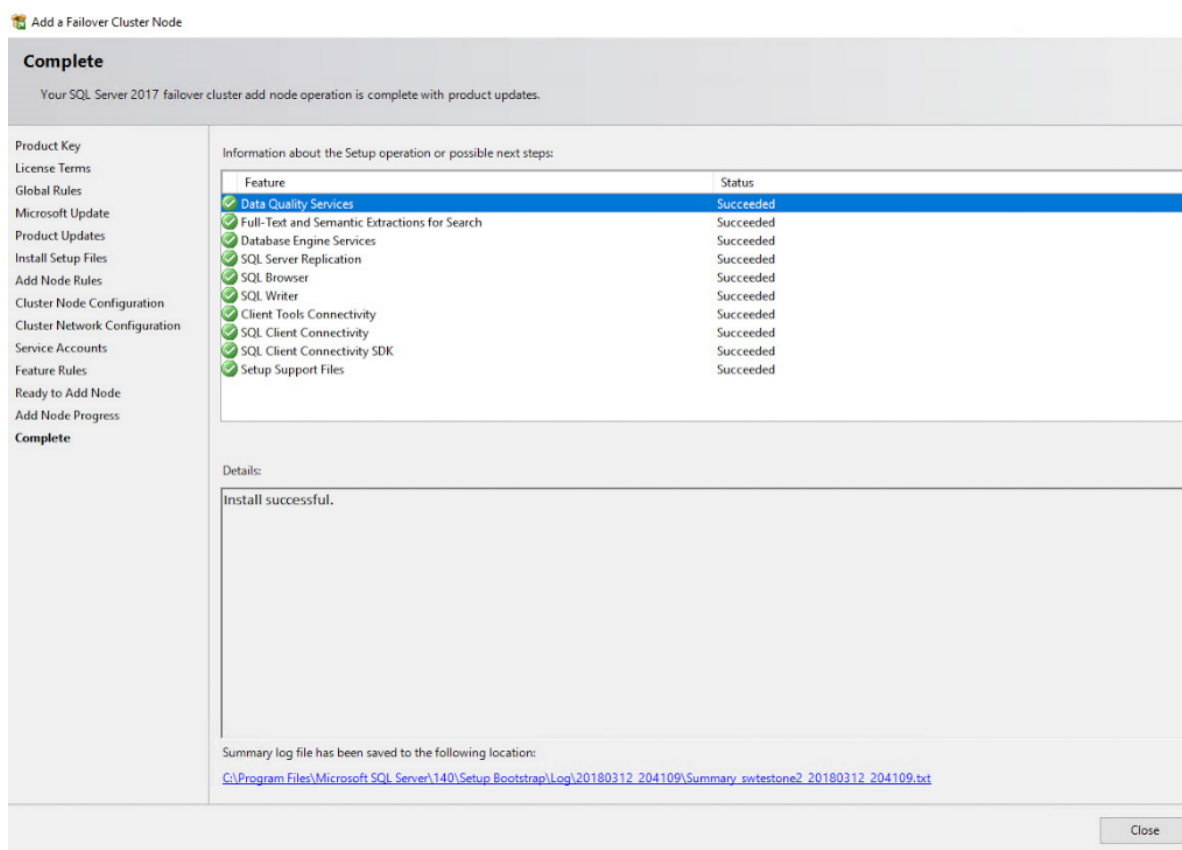 Add a Failover Cluster Node
Complete
Your SQL Server 2017 failover cluster add node operation is complete with product updates.
Product Key
License Terms
Global Rules
Microsoft Update
Product Updates
Install Setup Files
Add Node Rules
Cluster Node Configuration
Cluster Network Configuration
Service Accounts
Feature Rules
Ready to Add Node
Add Node Progress
Complete
Information about the Setup operation or possible next steps:
Feature Status
Data Quality Services Succeeded
Full-Text and Semantic Extractions for Search Succeeded
Database Engine Services Succeeded
SQL Server Replication Succeeded
SQL Browser Succeeded
SQL Writer Succeeded
Client Tools Connectivity Succeeded
SQL Client Connectivity Succeeded
SQL Client Connectivity SDK Succeeded
Setup Support Files Succeeded
Details:
Install successful.
Summary log file has been saved to the following location:
C:\Program Files\Microsoft SQL Server\140\Setup Bootstrap\Log\20180312_204109\Summary_swtestone2_20180312_204109.txt
Close